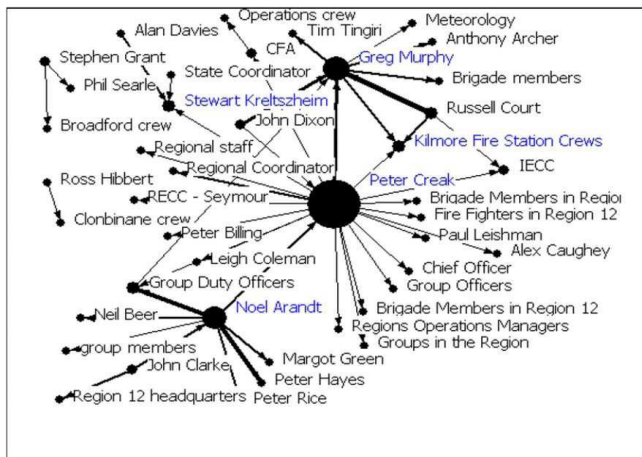 Operations crew
Alan Davies
Tim Tingiri
Meteorology
Anthony Archer
Stephen Grant
CFA
Greg Murphy
State Coordinator
Phil Searle
Brigade members
Stewart Kreltszheim
Russell Court
John Dixon
Broadford crew
Kilmore Fire Station Crews
Regional staff
Regional Coordinator
IECC
Ross Hibbert
Peter Creak
RECC - Seymour
Brigade Members in Region
Clonbinane crew
Fire Fighters in Region 12
Peter Billing
Paul Leishman
Alex Caughey
Leigh Coleman
Chief Officer
Group Duty Officers
Group Officers
Noel Arandt
Brigade Members in Region 12
Neil Beer
Regions Operations Managers
Groups in the Region
group members
John Clarke
Margot Green
Peter Hayes
Region 12 headquarters
Peter Rice